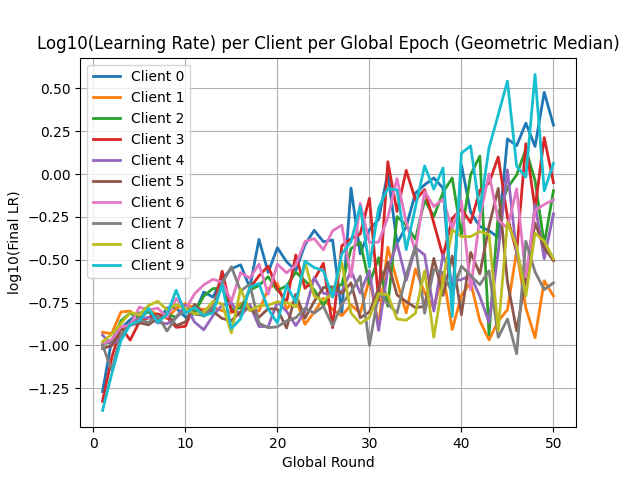 Log10(Learning Rate) per Client per Global Epoch (Geometric Median)
log10(Final LR)
0.50
0.25
0.00
−0.25
−0.50
−0.75
−1.00
−1.25
Client 0
Client 1
Client 2
Client 3
Client 4
Client 5
Client 6
Client 7
Client 8
Client 9
0 10 20 30 40 50
Global Round